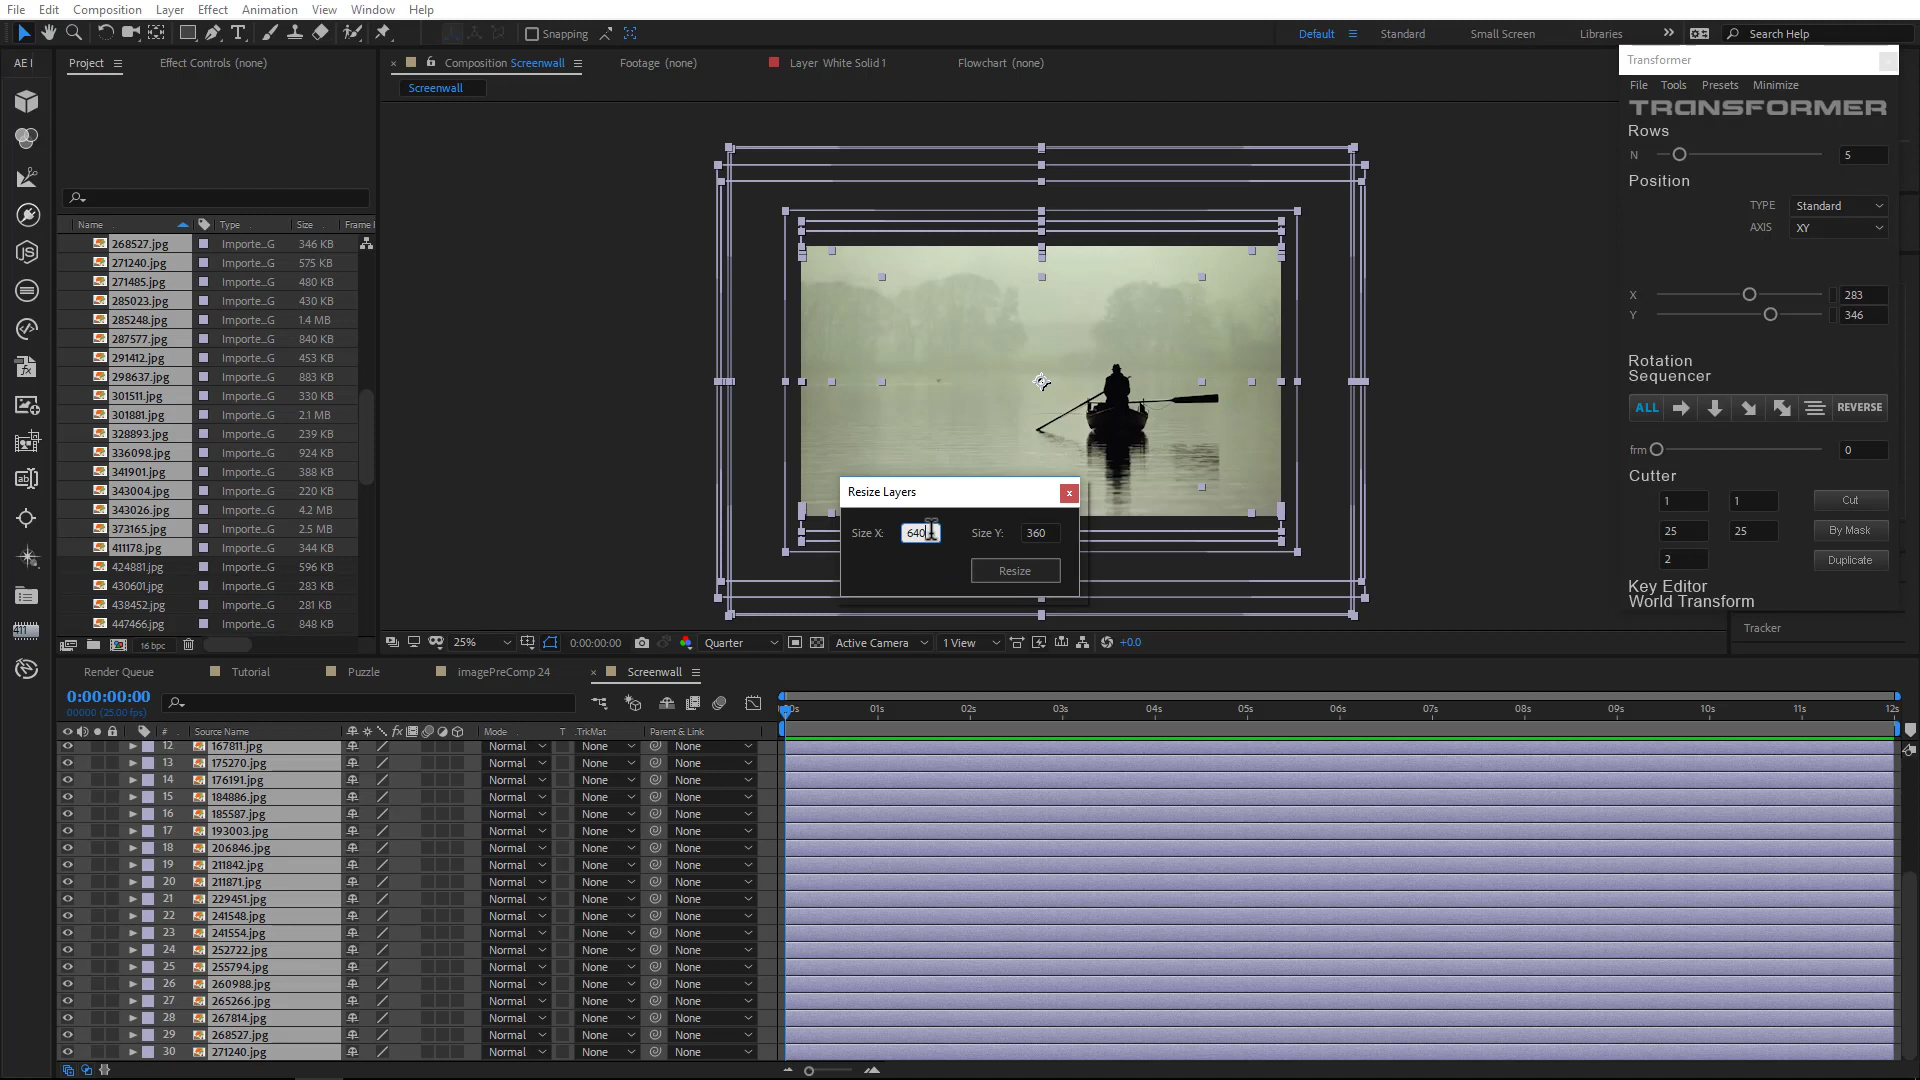 File Edit Composition Layer Effect Animation View Window Help
Snapping Default Standard Small Screen Libraries Search Help
AE I Project Effect Controls (none) Composition Screenwall Footage (none) Layer White Solid 1 Flowchart (none)
Screenwall
Transformer
File Tools Presets Minimize
TRANSFORMER
Rows
N 5
Position
TYPE Standard
AXIS XY
X 283
Y 346
Rotation
Sequencer
ALL REVERSE
frm 0
Cutter
1 1 Cut
25 25 By Mask
2 Duplicate
Key Editor
World Transform
Tracker
Name Type Size Frame
268527.jpg Importe...G 346 KB
271240.jpg Importe...G 575 KB
271485.jpg Importe...G 480 KB
285023.jpg Importe...G 430 KB
285248.jpg Importe...G 1.4 MB
287577.jpg Importe...G 840 KB
291412.jpg Importe...G 453 KB
298637.jpg Importe...G 883 KB
301511.jpg Importe...G 330 KB
301881.jpg Importe...G 2.1 MB
328893.jpg Importe...G 239 KB
336098.jpg Importe...G 924 KB
341901.jpg Importe...G 388 KB
343004.jpg Importe...G 220 KB
343026.jpg Importe...G 4.2 MB
373165.jpg Importe...G 2.5 MB
411178.jpg Importe...G 344 KB
424881.jpg Importe...G 596 KB
430601.jpg Importe...G 283 KB
438452.jpg Importe...G 281 KB
447466.jpg Importe...G 848 KB
16 bpc
Resize Layers
Size X: 640 Size Y: 360
Resize
25% 0:00:00:00 Quarter Active Camera 1 View +0.0
Render Queue Tutorial Puzzle imagePreComp 24 Screenwall
0:00:00:00
00000 (25.00 fps)
01s 02s 03s 04s 05s 06s 07s 08s 09s 10s 11s 12s
# Source Name Mode T .TrkMat Parent & Link
12 167811.jpg Normal None None
13 175270.jpg Normal None None
14 176191.jpg Normal None None
15 184886.jpg Normal None None
16 185587.jpg Normal None None
17 193003.jpg Normal None None
18 206846.jpg Normal None None
19 211842.jpg Normal None None
20 211871.jpg Normal None None
21 229451.jpg Normal None None
22 241548.jpg Normal None None
23 241554.jpg Normal None None
24 252722.jpg Normal None None
25 255794.jpg Normal None None
26 260988.jpg Normal None None
27 265266.jpg Normal None None
28 267814.jpg Normal None None
29 268527.jpg Normal None None
30 271240.jpg Normal None None